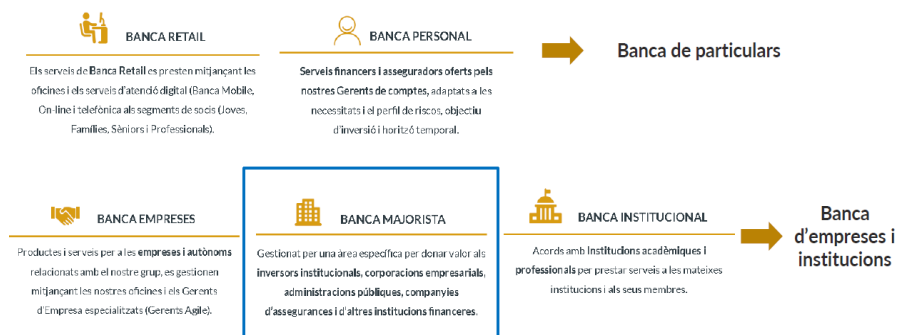 BANCA RETAIL
Els serveis de Banca Retail es presten mitjançant les
oficines i els serveis d'atenció digital (Banca Mobile,
On-line i telefònica als segments de socis (Joves,
Famílies, Sèniors i Professionals).
BANCA PERSONAL
Serveis financers i asseguradors oferts pels
nostres Gerents de comptes, adaptats a les
necessitats i el perfil de riscos, objectiu
d'inversió i horitzó temporal.
Banca de particulars
BANCA EMPRESES
Productes i serveis per a les empreses i autònoms
relacionats amb el nostre grup, es gestionen
mitjançant les nostres oficines i els Gerents
d'Empresa especialitzats (Gerents Agile).
BANCA MAJORISTA
Gestionat per una àrea específica per donar valor als
inversors institucionals, corporacions empresarials,
administracions públiques, companyies
d'assegurances i d'altres institucions financeres.
BANCA INSTITUCIONAL
Acords amb institucions acadèmiques i
professionals per prestar serveis a les mateixes
institucions i als seus membres.
Banca
d'empreses i
institucions